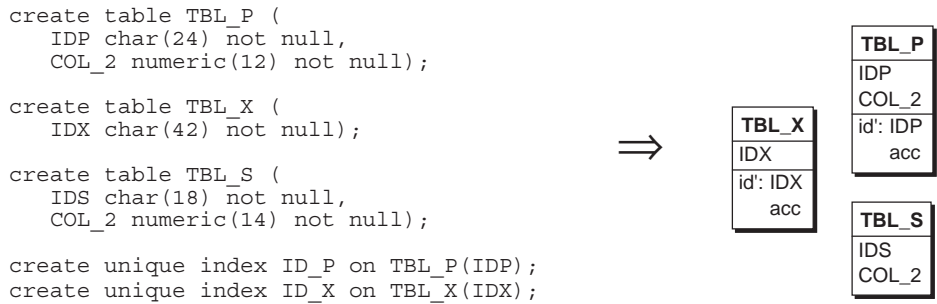 create table TBL_P (
IDP char(24) not null,
COL_2 numeric(12) not null);
create table TBL_X (
IDX char(42) not null);
create table TBL_S (
IDS char(18) not null,
COL_2 numeric(14) not null);
create unique index ID_P on TBL_P(IDP);
create unique index ID_X on TBL_X(IDX);
⇒
TBL_X
IDX
id': IDX
acc
TBL_P
IDP
COL_2
id': IDP
acc
TBL_S
IDS
COL_2